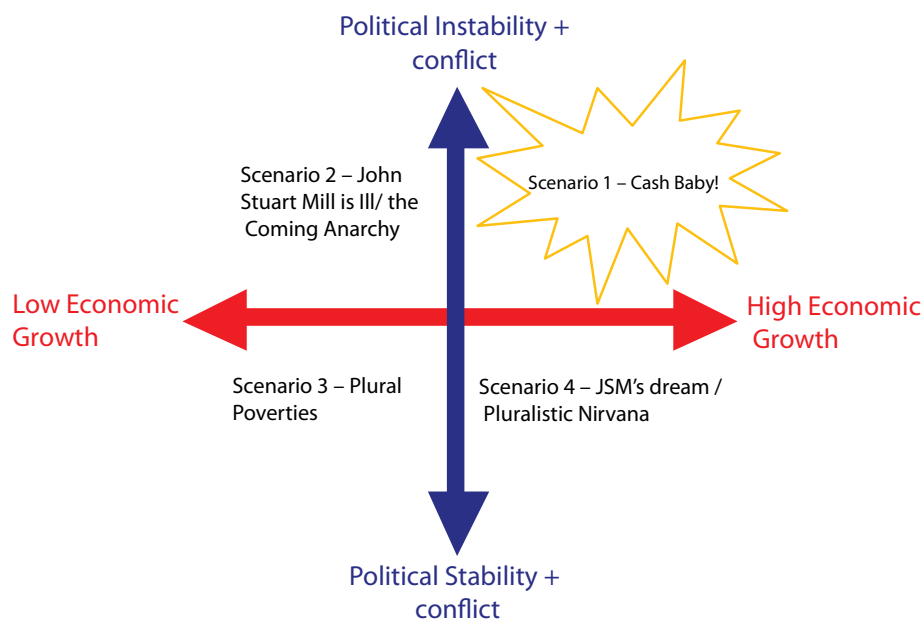 Political Instability +
conflict
Scenario 2 – John
Stuart Mill is Ill/ the
Coming Anarchy
Scenario 1 – Cash Baby!
Low Economic
Growth
High Economic
Growth
Scenario 3 – Plural
Poverties
Scenario 4 – JSM's dream /
Pluralistic Nirvana
Political Stability +
conflict